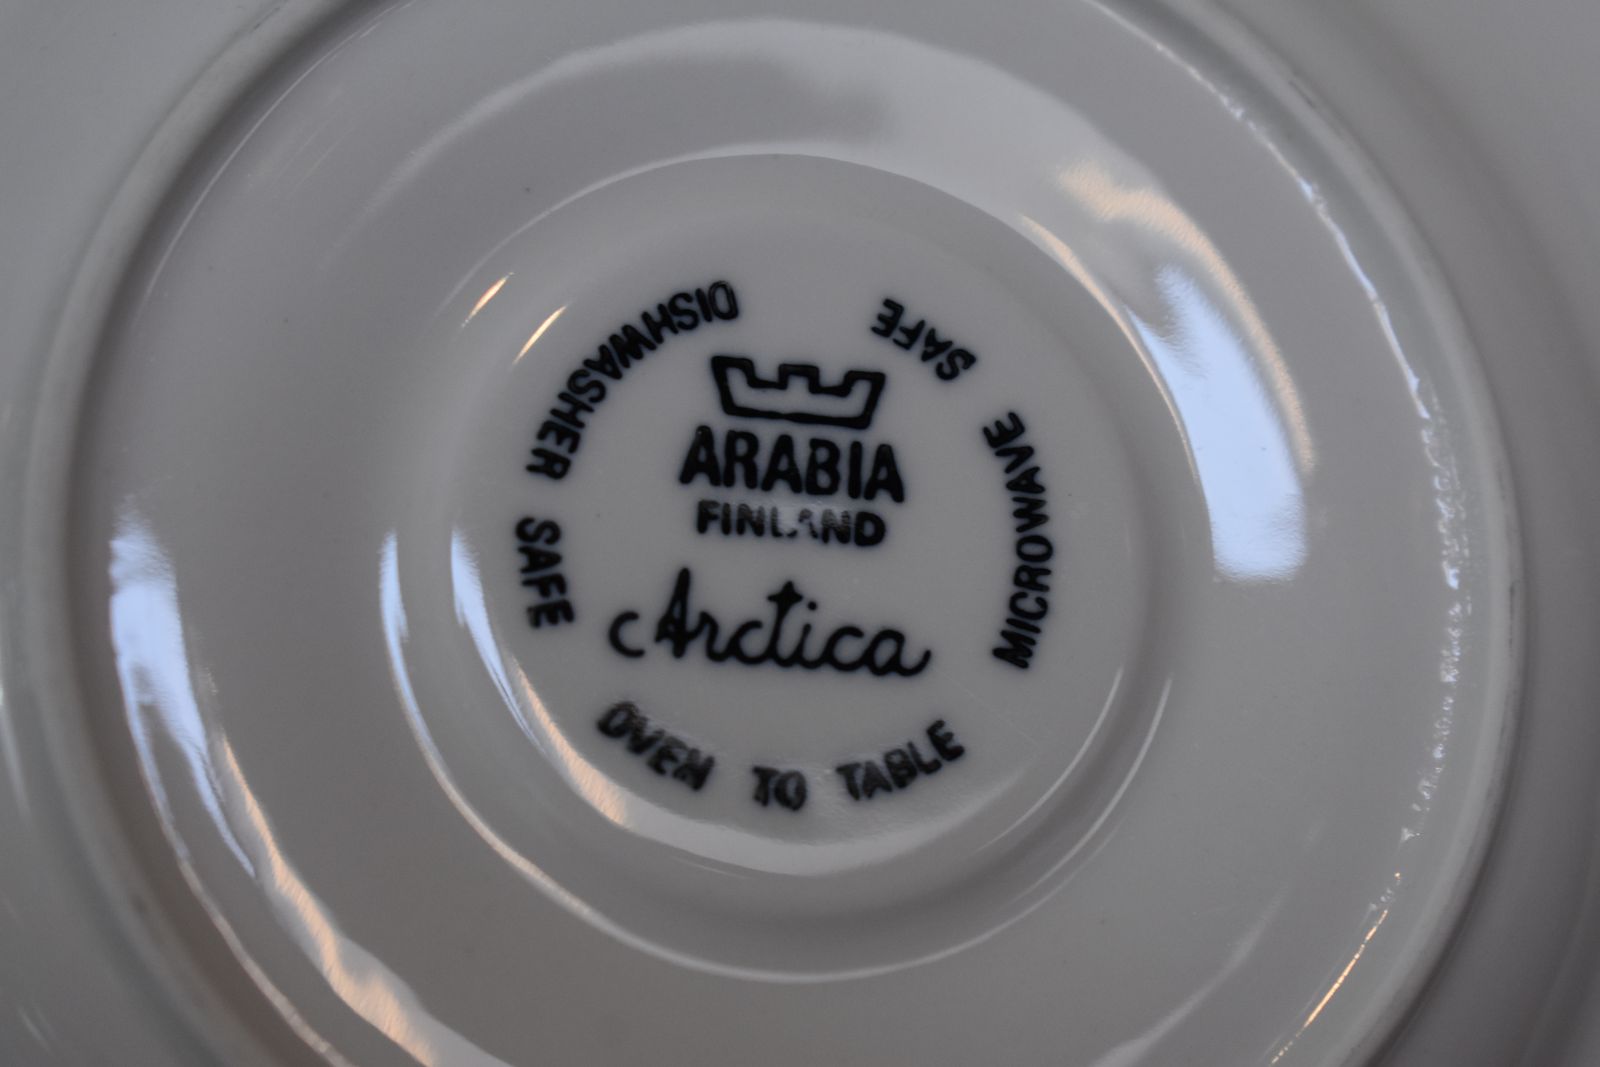 ARABIA
FINLAND
Arctica
DISHWASHER SAFE
MICROWAVE SAFE
OVEN TO TABLE